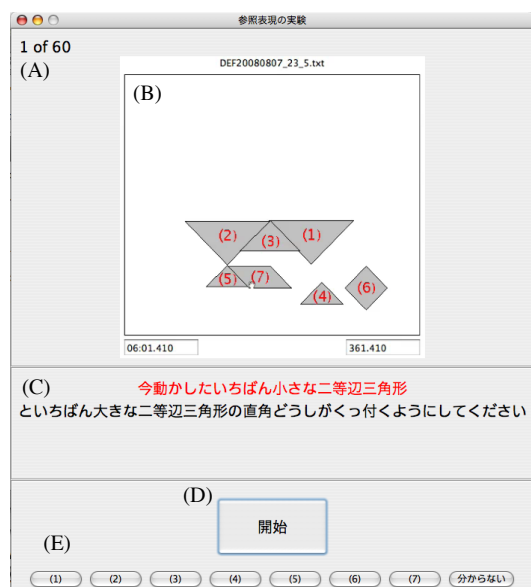 参照表現の実験
1 of 60
(A)
DEF20080807_23_5.txt
(B)
(2)
(3)
(1)
(5)
(7)
(4)
(6)
06:01.410
361.410
(C)
今動かしたいちばん小さな二等辺三角形
といちばん大きな二等辺三角形の直角どうしがくっ付くようにしてください
(D)
開始
(E)
(1) (2) (3) (4) (5) (6) (7) 分からない